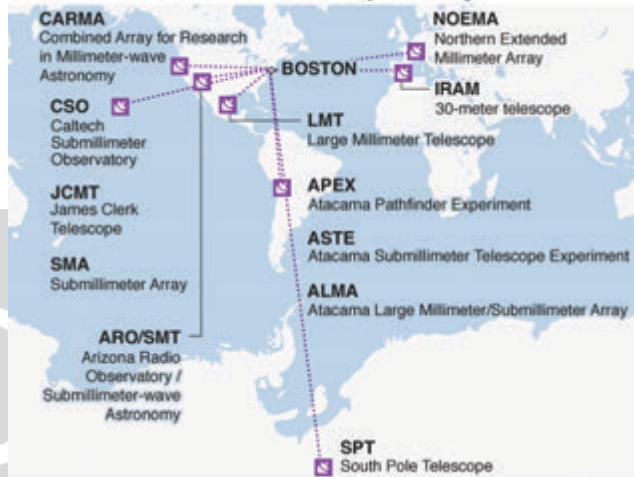 CARMA
Combined Array for Research
in Millimeter-wave
Astronomy
NOEMA
Northern Extended
Millimeter Array
BOSTON
IRAM
30-meter telescope
CSO
Caltech
Submillimeter
Observatory
LMT
Large Millimeter Telescope
JCMT
James Clerk
Telescope
APEX
Atacama Pathfinder Experiment
SMA
Submillimeter Array
ASTE
Atacama Submillimeter Telescope Experiment
ALMA
Atacama Large Millimeter/Submillimeter Array
ARO/SMT
Arizona Radio
Observatory /
Submillimeter-wave
Astronomy
SPT
South Pole Telescope